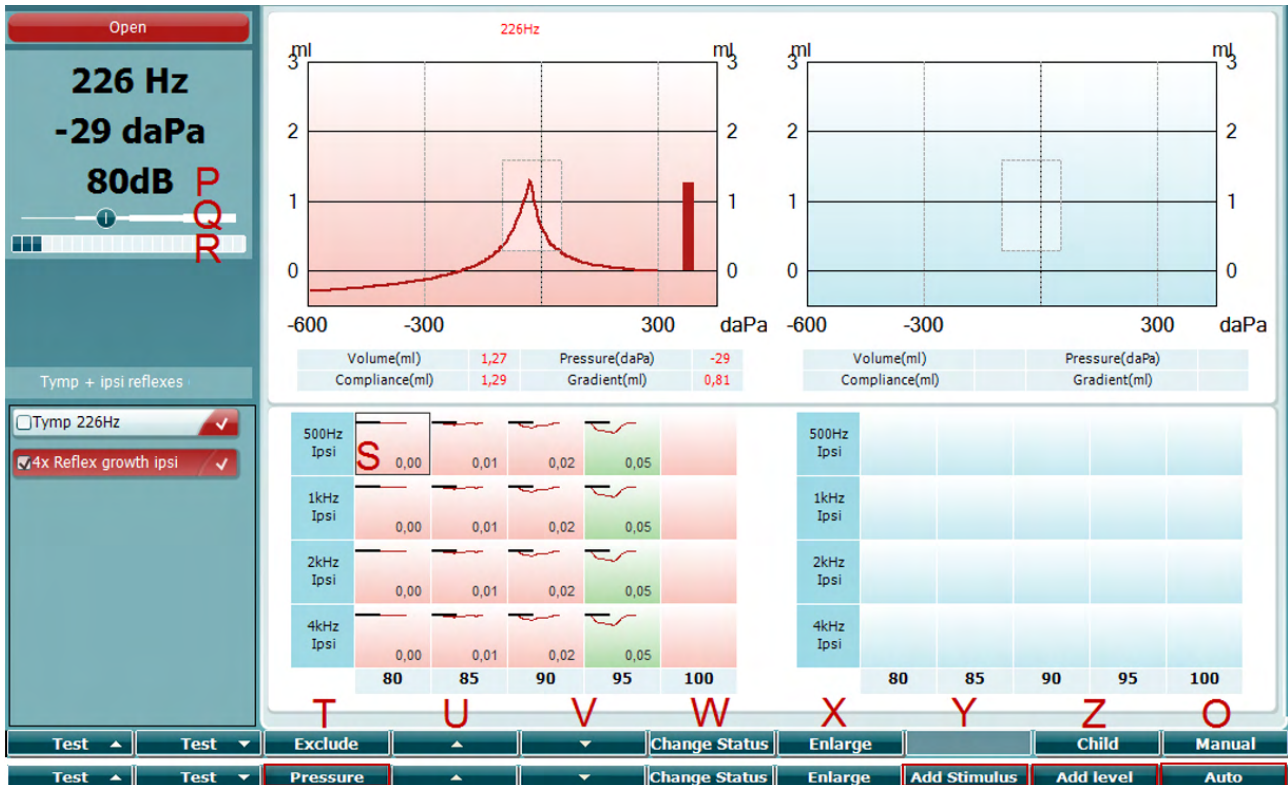 Open
226 Hz
-29 daPa
80dB P
Q
R
Tymp + ipsi reflexes
Tymp 226Hz
4x Reflex growth ipsi
226Hz
ml ml ml ml
3 3 3 3
2 2 2 2
1 1 1 1
0 0 0 0
-600 -300 300 daPa -600 -300 300 daPa
Volume(ml) 1,27 Pressure(daPa) -29 Volume(ml) Pressure(daPa)
Compliance(ml) 1,29 Gradient(ml) 0,81 Compliance(ml) Gradient(ml)
500Hz Ipsi S 0,00 0,01 0,02 0,05 500Hz Ipsi
1kHz Ipsi 0,00 0,01 0,02 0,05 1kHz Ipsi
2kHz Ipsi 0,00 0,01 0,02 0,05 2kHz Ipsi
4kHz Ipsi 0,00 0,01 0,02 0,05 4kHz Ipsi
80 85 90 95 100 80 85 90 95 100
T U V W X Y Z O
Test ▲ Test ▼ Exclude ▲ ▼ Change Status Enlarge Child Manual
Test ▲ Test ▼ Pressure ▲ ▼ Change Status Enlarge Add Stimulus Add level Auto